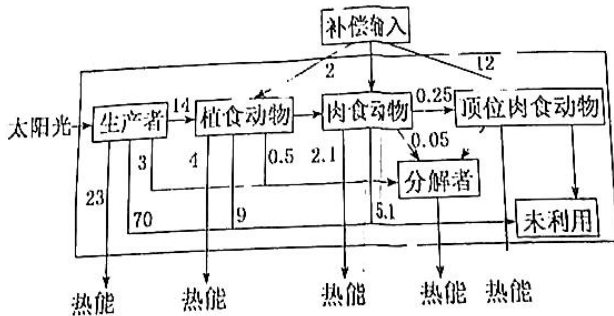 补偿输入
2
12
太阳光
生产者
14
植食动物
肉食动物
0.25
顶位肉食动物
3
4
0.5
2.1
0.05
分解者
23
70
9
5.1
未利用
热能
热能
热能
热能
热能